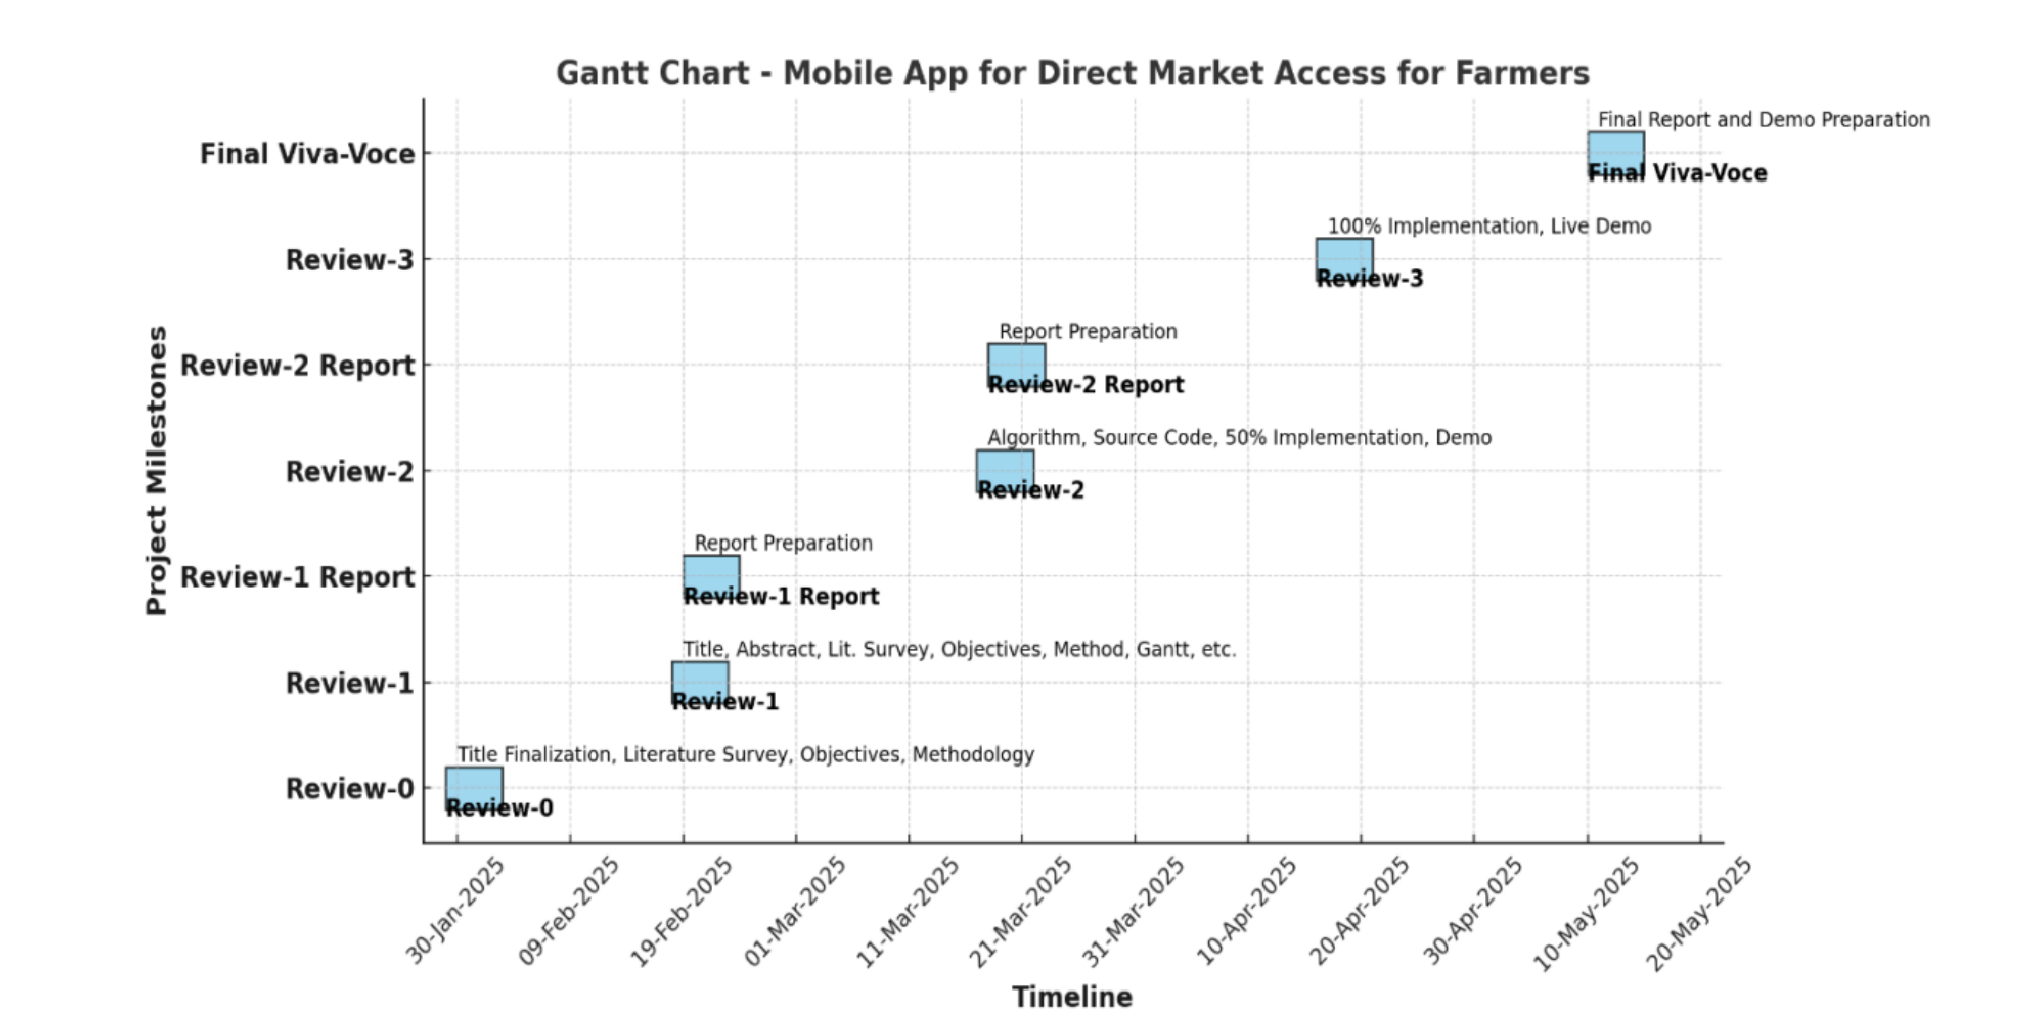 Gantt Chart - Mobile App for Direct Market Access for Farmers
Final Report and Demo Preparation
Final Viva-Voce
Final Viva-Voce
100% Implementation, Live Demo
Review-3
Review-3
Report Preparation
Review-2 Report
Review-2 Report
Algorithm, Source Code, 50% Implementation, Demo
Review-2
Review-2
Report Preparation
Review-1 Report
Review-1 Report
Title, Abstract, Lit. Survey, Objectives, Method, Gantt, etc.
Review-1
Review-1
Title Finalization, Literature Survey, Objectives, Methodology
Review-0
Review-0
Project Milestones
30-Jan-2025
09-Feb-2025
19-Feb-2025
01-Mar-2025
11-Mar-2025
21-Mar-2025
31-Mar-2025
10-Apr-2025
20-Apr-2025
30-Apr-2025
10-May-2025
20-May-2025
Timeline